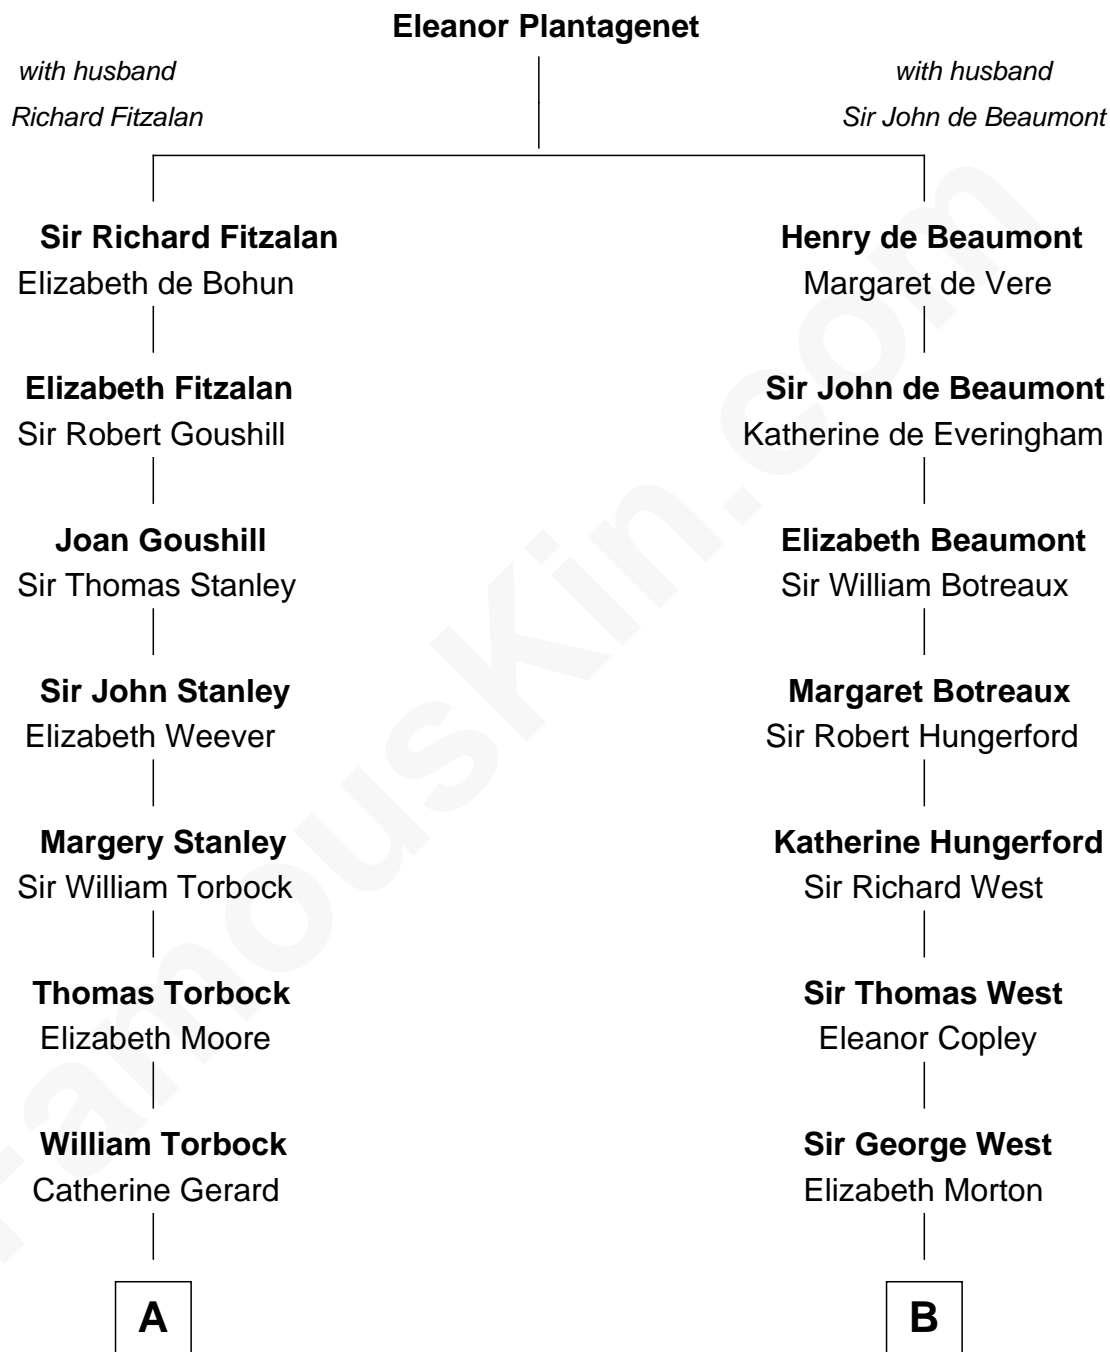 Eleanor Plantagenet
with husband
Richard Fitzalan
with husband
Sir John de Beaumont
Sir Richard Fitzalan
Elizabeth de Bohun
Henry de Beaumont
Margaret de Vere
Elizabeth Fitzalan
Sir Robert Goushill
Sir John de Beaumont
Katherine de Everingham
Joan Goushill
Sir Thomas Stanley
Elizabeth Beaumont
Sir William Botreaux
Sir John Stanley
Elizabeth Weever
Margaret Botreaux
Sir Robert Hungerford
Margery Stanley
Sir William Torbock
Katherine Hungerford
Sir Richard West
Thomas Torbock
Elizabeth Moore
Sir Thomas West
Eleanor Copley
William Torbock
Catherine Gerard
Sir George West
Elizabeth Morton
A
B
FamousKin.com